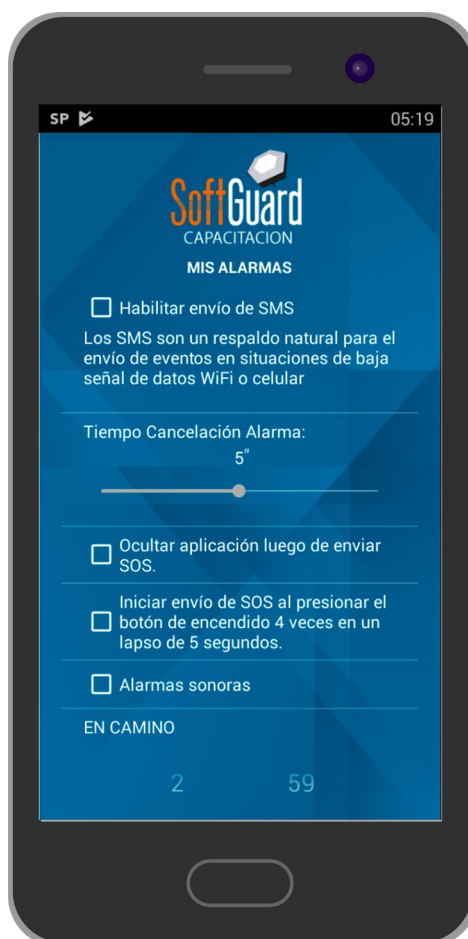 SP 05:19
SoftGuard
CAPACITACION
MIS ALARMAS
Habilitar envío de SMS
Los SMS son un respaldo natural para el
envío de eventos en situaciones de baja
señal de datos WiFi o celular
Tiempo Cancelación Alarma:
5"
Ocultar aplicación luego de enviar
SOS.
Iniciar envío de SOS al presionar el
botón de encendido 4 veces en un
lapso de 5 segundos.
Alarmas sonoras
EN CAMINO
2 59